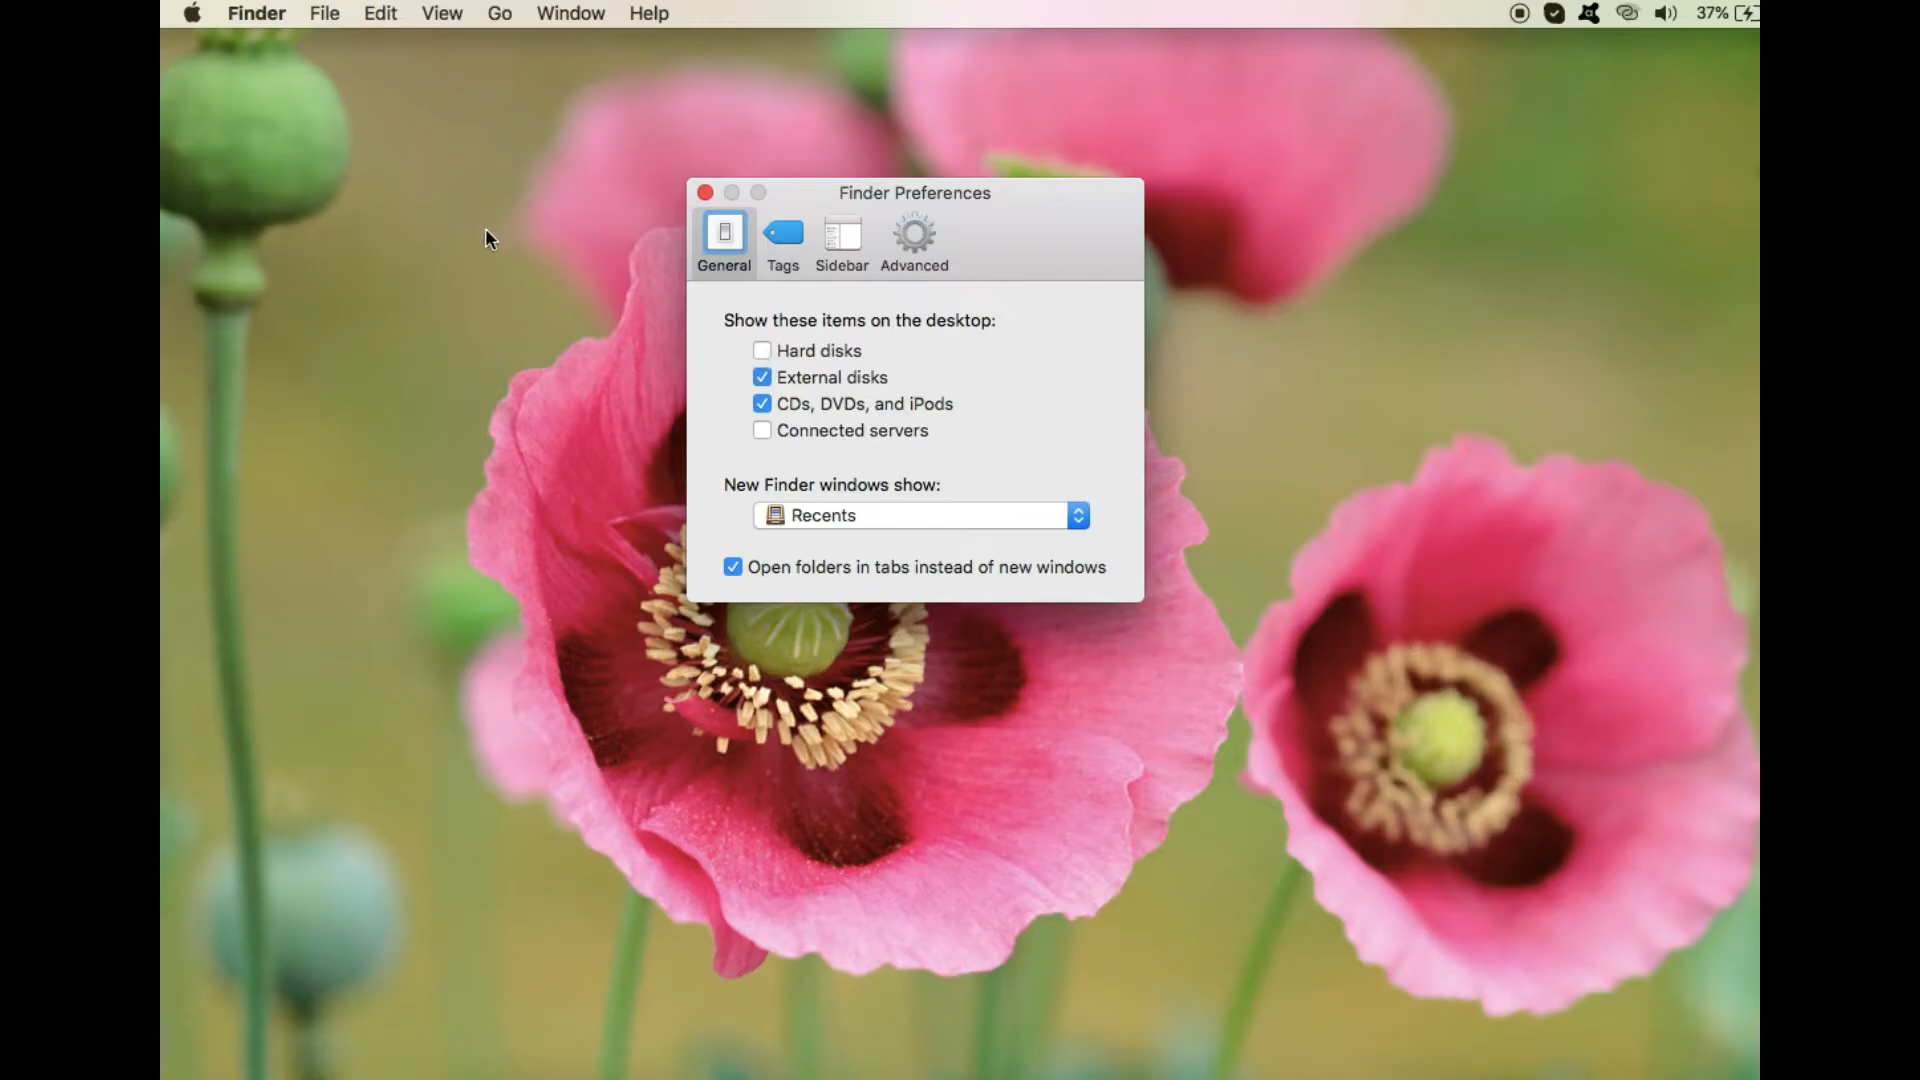 Finder File Edit View Go Window Help 37%
Finder Preferences
General Tags Sidebar Advanced
Show these items on the desktop:
Hard disks
External disks
CDs, DVDs, and iPods
Connected servers
New Finder windows show:
Recents
Open folders in tabs instead of new windows